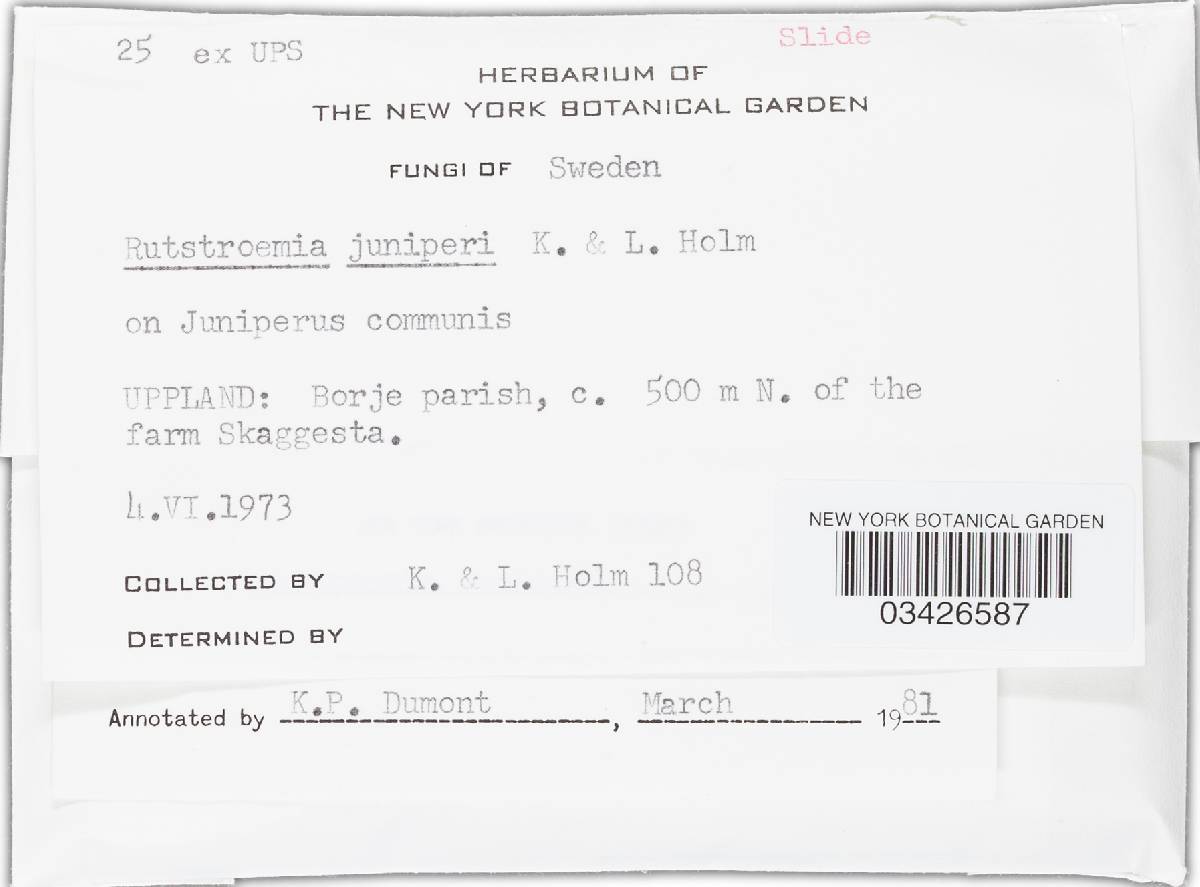 25 ex UPS
Slide
HERBARIUM OF
THE NEW YORK BOTANICAL GARDEN
FUNGI OF Sweden
Rutstroemia juniperi K. & L. Holm
on Juniperus communis
UPPLAND: Borje parish, c. 500 m N. of the
farm Skaggesta.
4.VI.1973
COLLECTED BY K. & L. Holm 108
DETERMINED BY
NEW YORK BOTANICAL GARDEN
03426587
Annotated by K.P. Dumont, March 1981